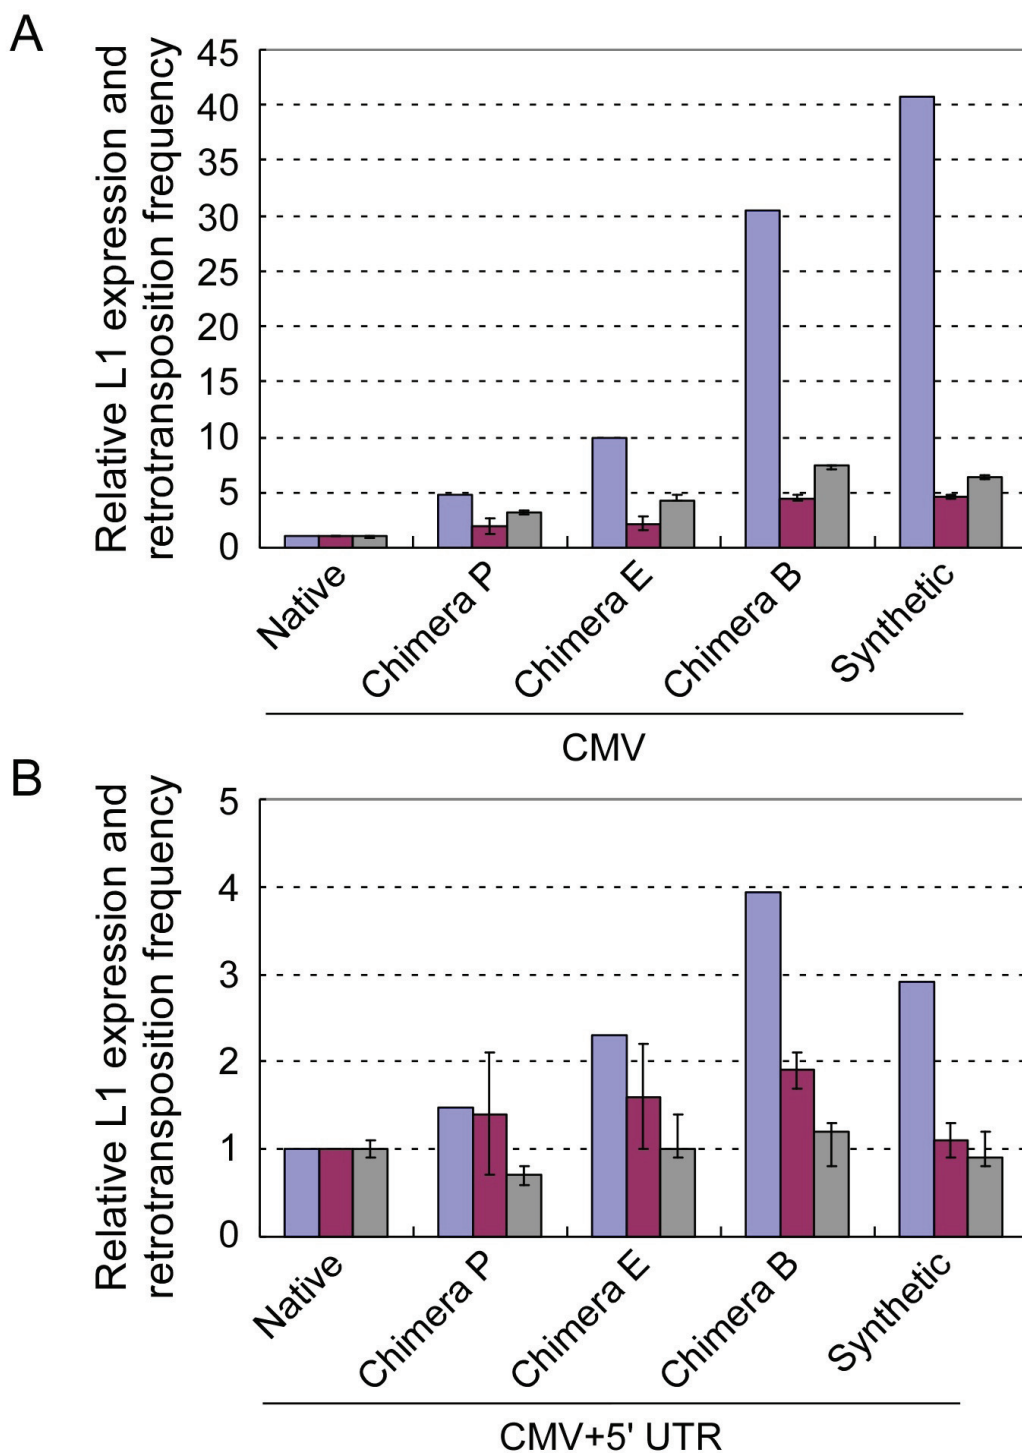 A
Relative L1 expression and
retrotransposition frequency
45
40
35
30
25
20
15
10
5
0
Native
Chimera P
Chimera E
Chimera B
Synthetic
CMV
B
Relative L1 expression and
retrotransposition frequency
5
4
3
2
1
0
Native
Chimera P
Chimera E
Chimera B
Synthetic
CMV+5' UTR